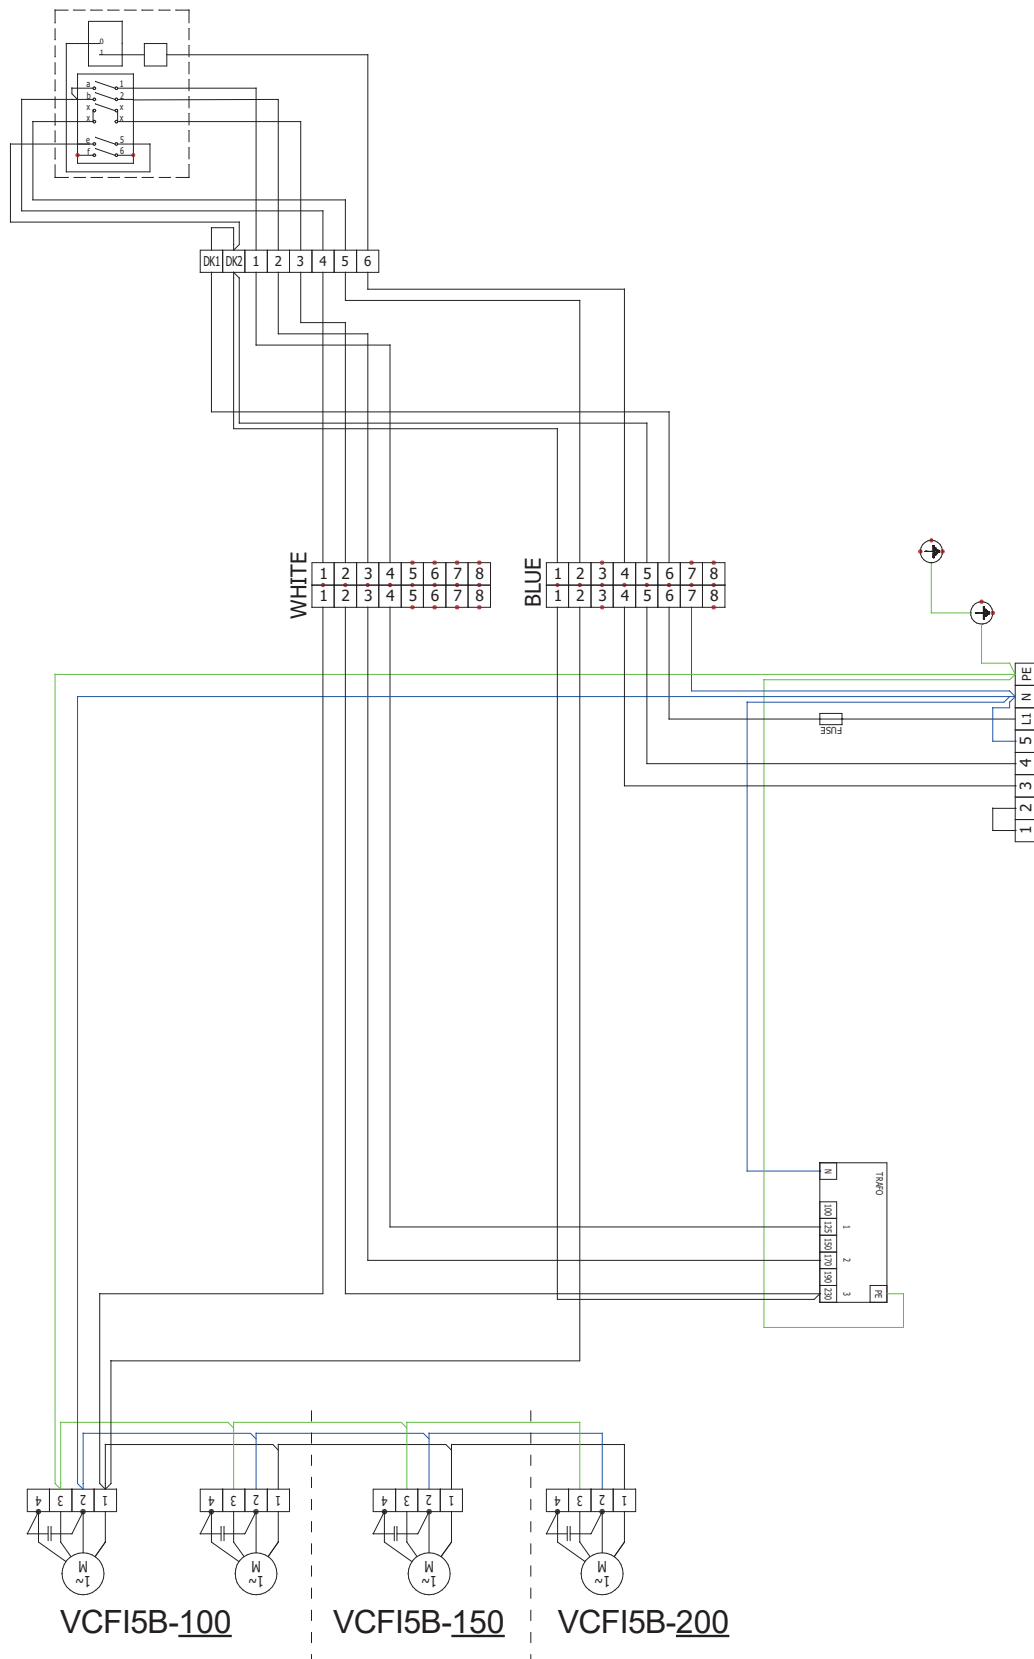 0
1
a 1
b 2
x x
x x
e 5
f 6
DK1 DK2 1 2 3 4 5 6
WHITE
1 2 3 4 5 6 7 8
1 2 3 4 5 6 7 8
BLUE
1 2 3 4 5 6 7 8
1 2 3 4 5 6 7 8
PE
N
L1
5
4
3
2
1
FUSE
TRAFO
N
100
125 1
150
170 2
190
230 3
PE
4 3 2 1
4 3 2 1
4 3 2 1
4 3 2 1
M
1~
M
1~
M
1~
M
1~
VCFI5B-100
VCFI5B-150
VCFI5B-200